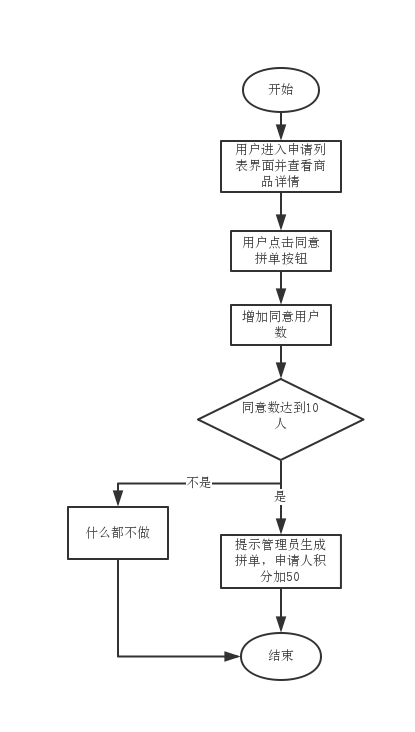 开始
用户进入申请列
表界面并查看商
品详情
用户点击同意
拼单按钮
增加同意用户
数
同意数达到10
人
不是
是
什么都不做
提示管理员生成
拼单，申请人积
分加50
结束